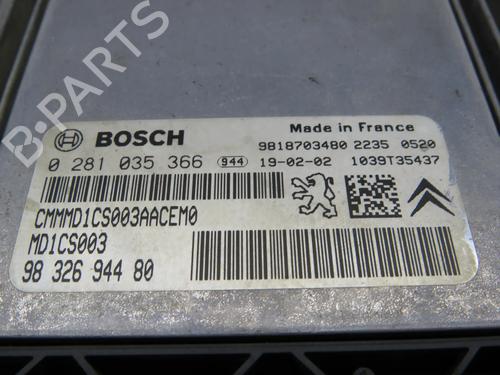 BOSCH
Made in France
9818703480 2235 0520
0 281 035 366 944 19-02-02 1039T35437
CMMMD1CS003AACEM0
MD1CS003
98 326 944 80
B-PARTS